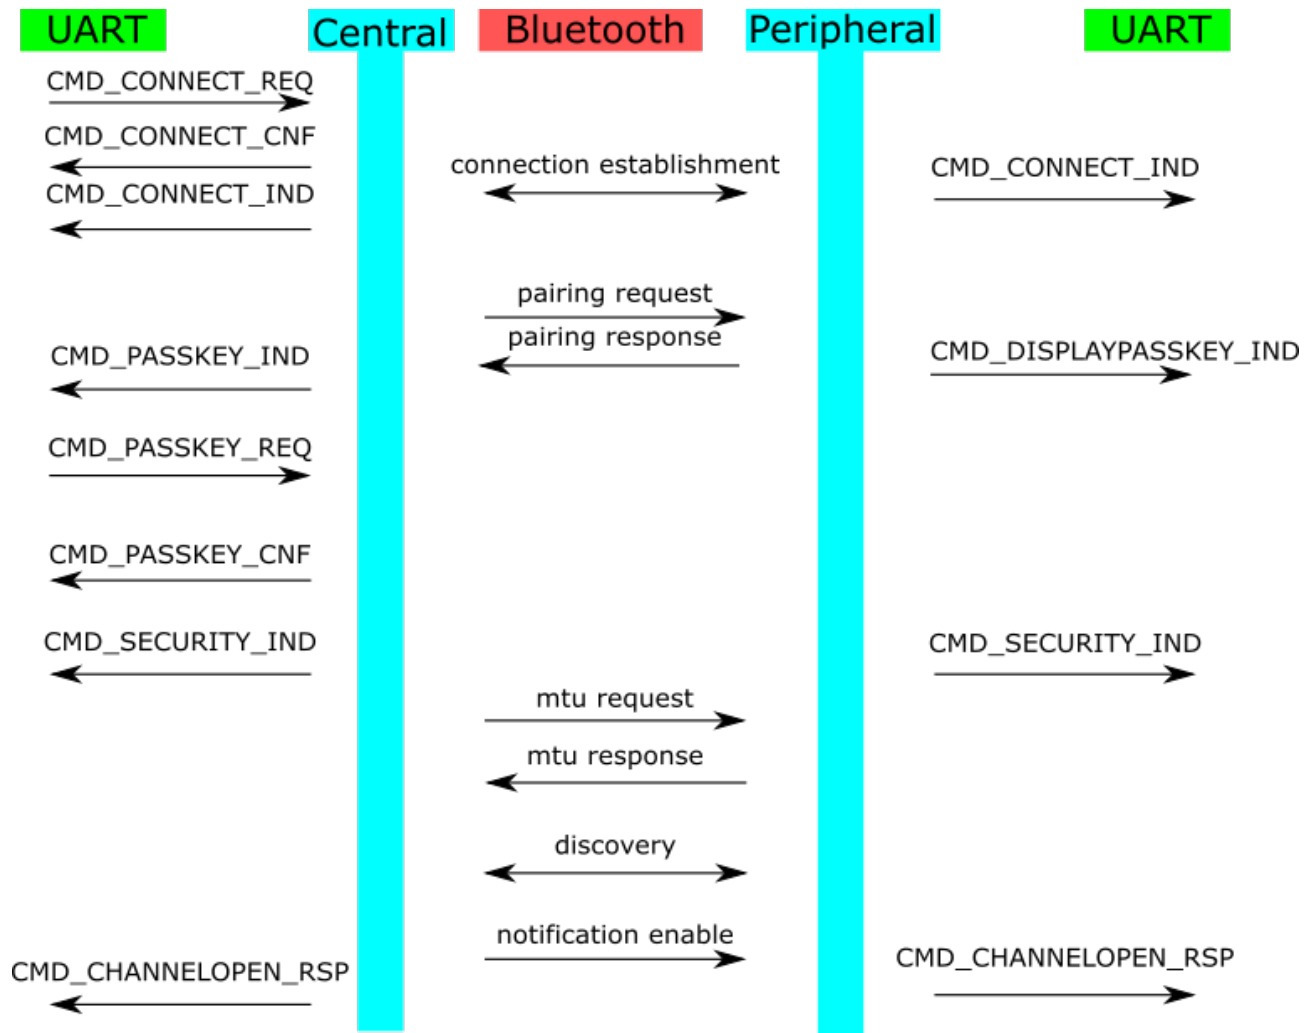 UART
Central
Bluetooth
Peripheral
UART
CMD_CONNECT_REQ
CMD_CONNECT_CNF
connection establishment
CMD_CONNECT_IND
CMD_CONNECT_IND
pairing request
pairing response
CMD_PASSKEY_IND
CMD_DISPLAYPASSKEY_IND
CMD_PASSKEY_REQ
CMD_PASSKEY_CNF
CMD_SECURITY_IND
CMD_SECURITY_IND
mtu request
mtu response
discovery
notification enable
CMD_CHANNELOPEN_RSP
CMD_CHANNELOPEN_RSP